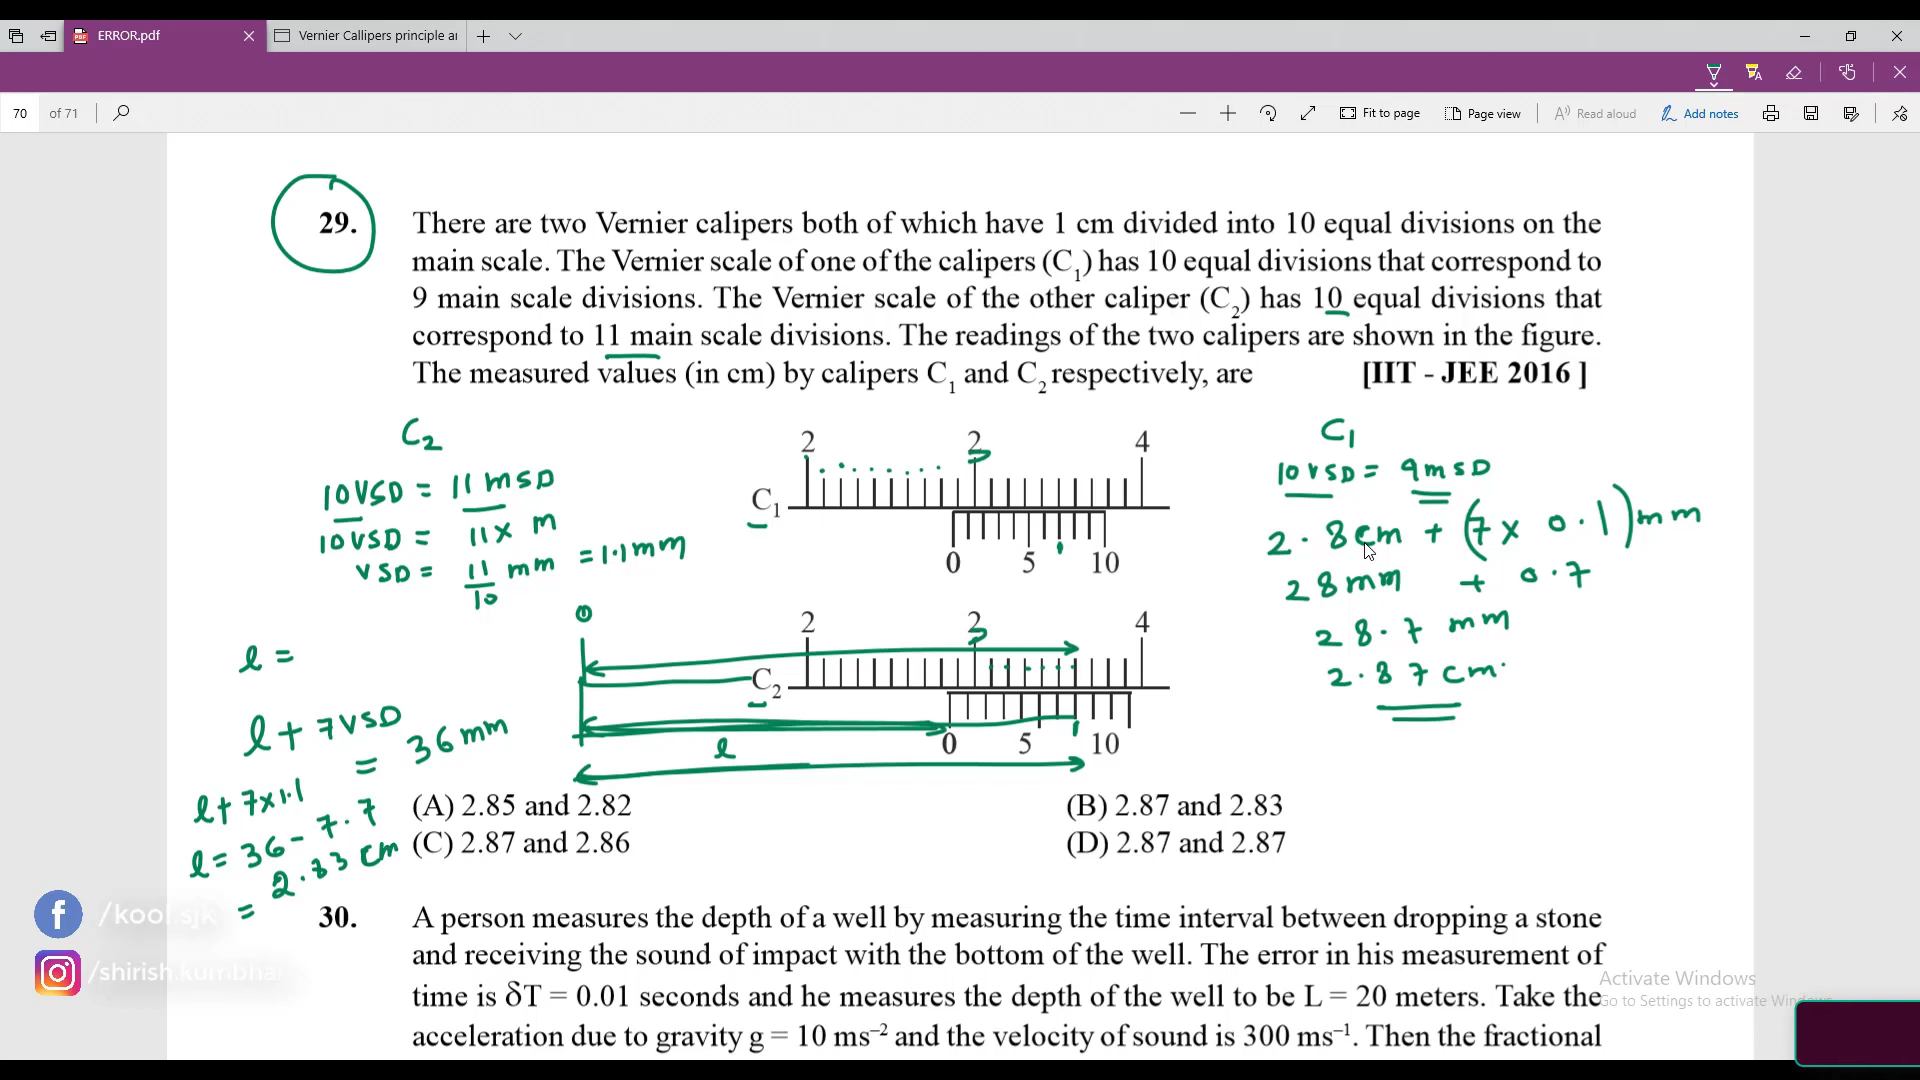 ERROR.pdf
Vernier Callipers principle ar
70 of 71
Fit to page
Page view
Read aloud
Add notes
29. There are two Vernier calipers both of which have 1 cm divided into 10 equal divisions on the
main scale. The Vernier scale of one of the calipers (C₁) has 10 equal divisions that correspond to
9 main scale divisions. The Vernier scale of the other caliper (C₂) has 10 equal divisions that
correspond to 11 main scale divisions. The readings of the two calipers are shown in the figure.
The measured values (in cm) by calipers C₁ and C₂ respectively, are [IIT - JEE 2016 ]
C₂
10VSD = 11 MSD
10VSD = 11 x m
VSD = 11/10 mm = 1.1mm
l =
l + 7VSD
= 36mm
l + 7x1.1
l = 36 - 7.7
= 2.83 cm
2 3 4
C₁
0 5 10
0
2 3 4
C₂
0 5 10
l
C₁
10VSD = 9MSD
2.8cm + (7 x 0.1)mm
28mm + 0.7
28.7 mm
2.87 cm.
(A) 2.85 and 2.82 (B) 2.87 and 2.83
(C) 2.87 and 2.86 (D) 2.87 and 2.87
30. A person measures the depth of a well by measuring the time interval between dropping a stone
and receiving the sound of impact with the bottom of the well. The error in his measurement of
time is δT = 0.01 seconds and he measures the depth of the well to be L = 20 meters. Take the
acceleration due to gravity g = 10 ms⁻² and the velocity of sound is 300 ms⁻¹. Then the fractional
/kool.sjk
/shirish.kumbhar
Activate Windows
Go to Settings to activate Windows.